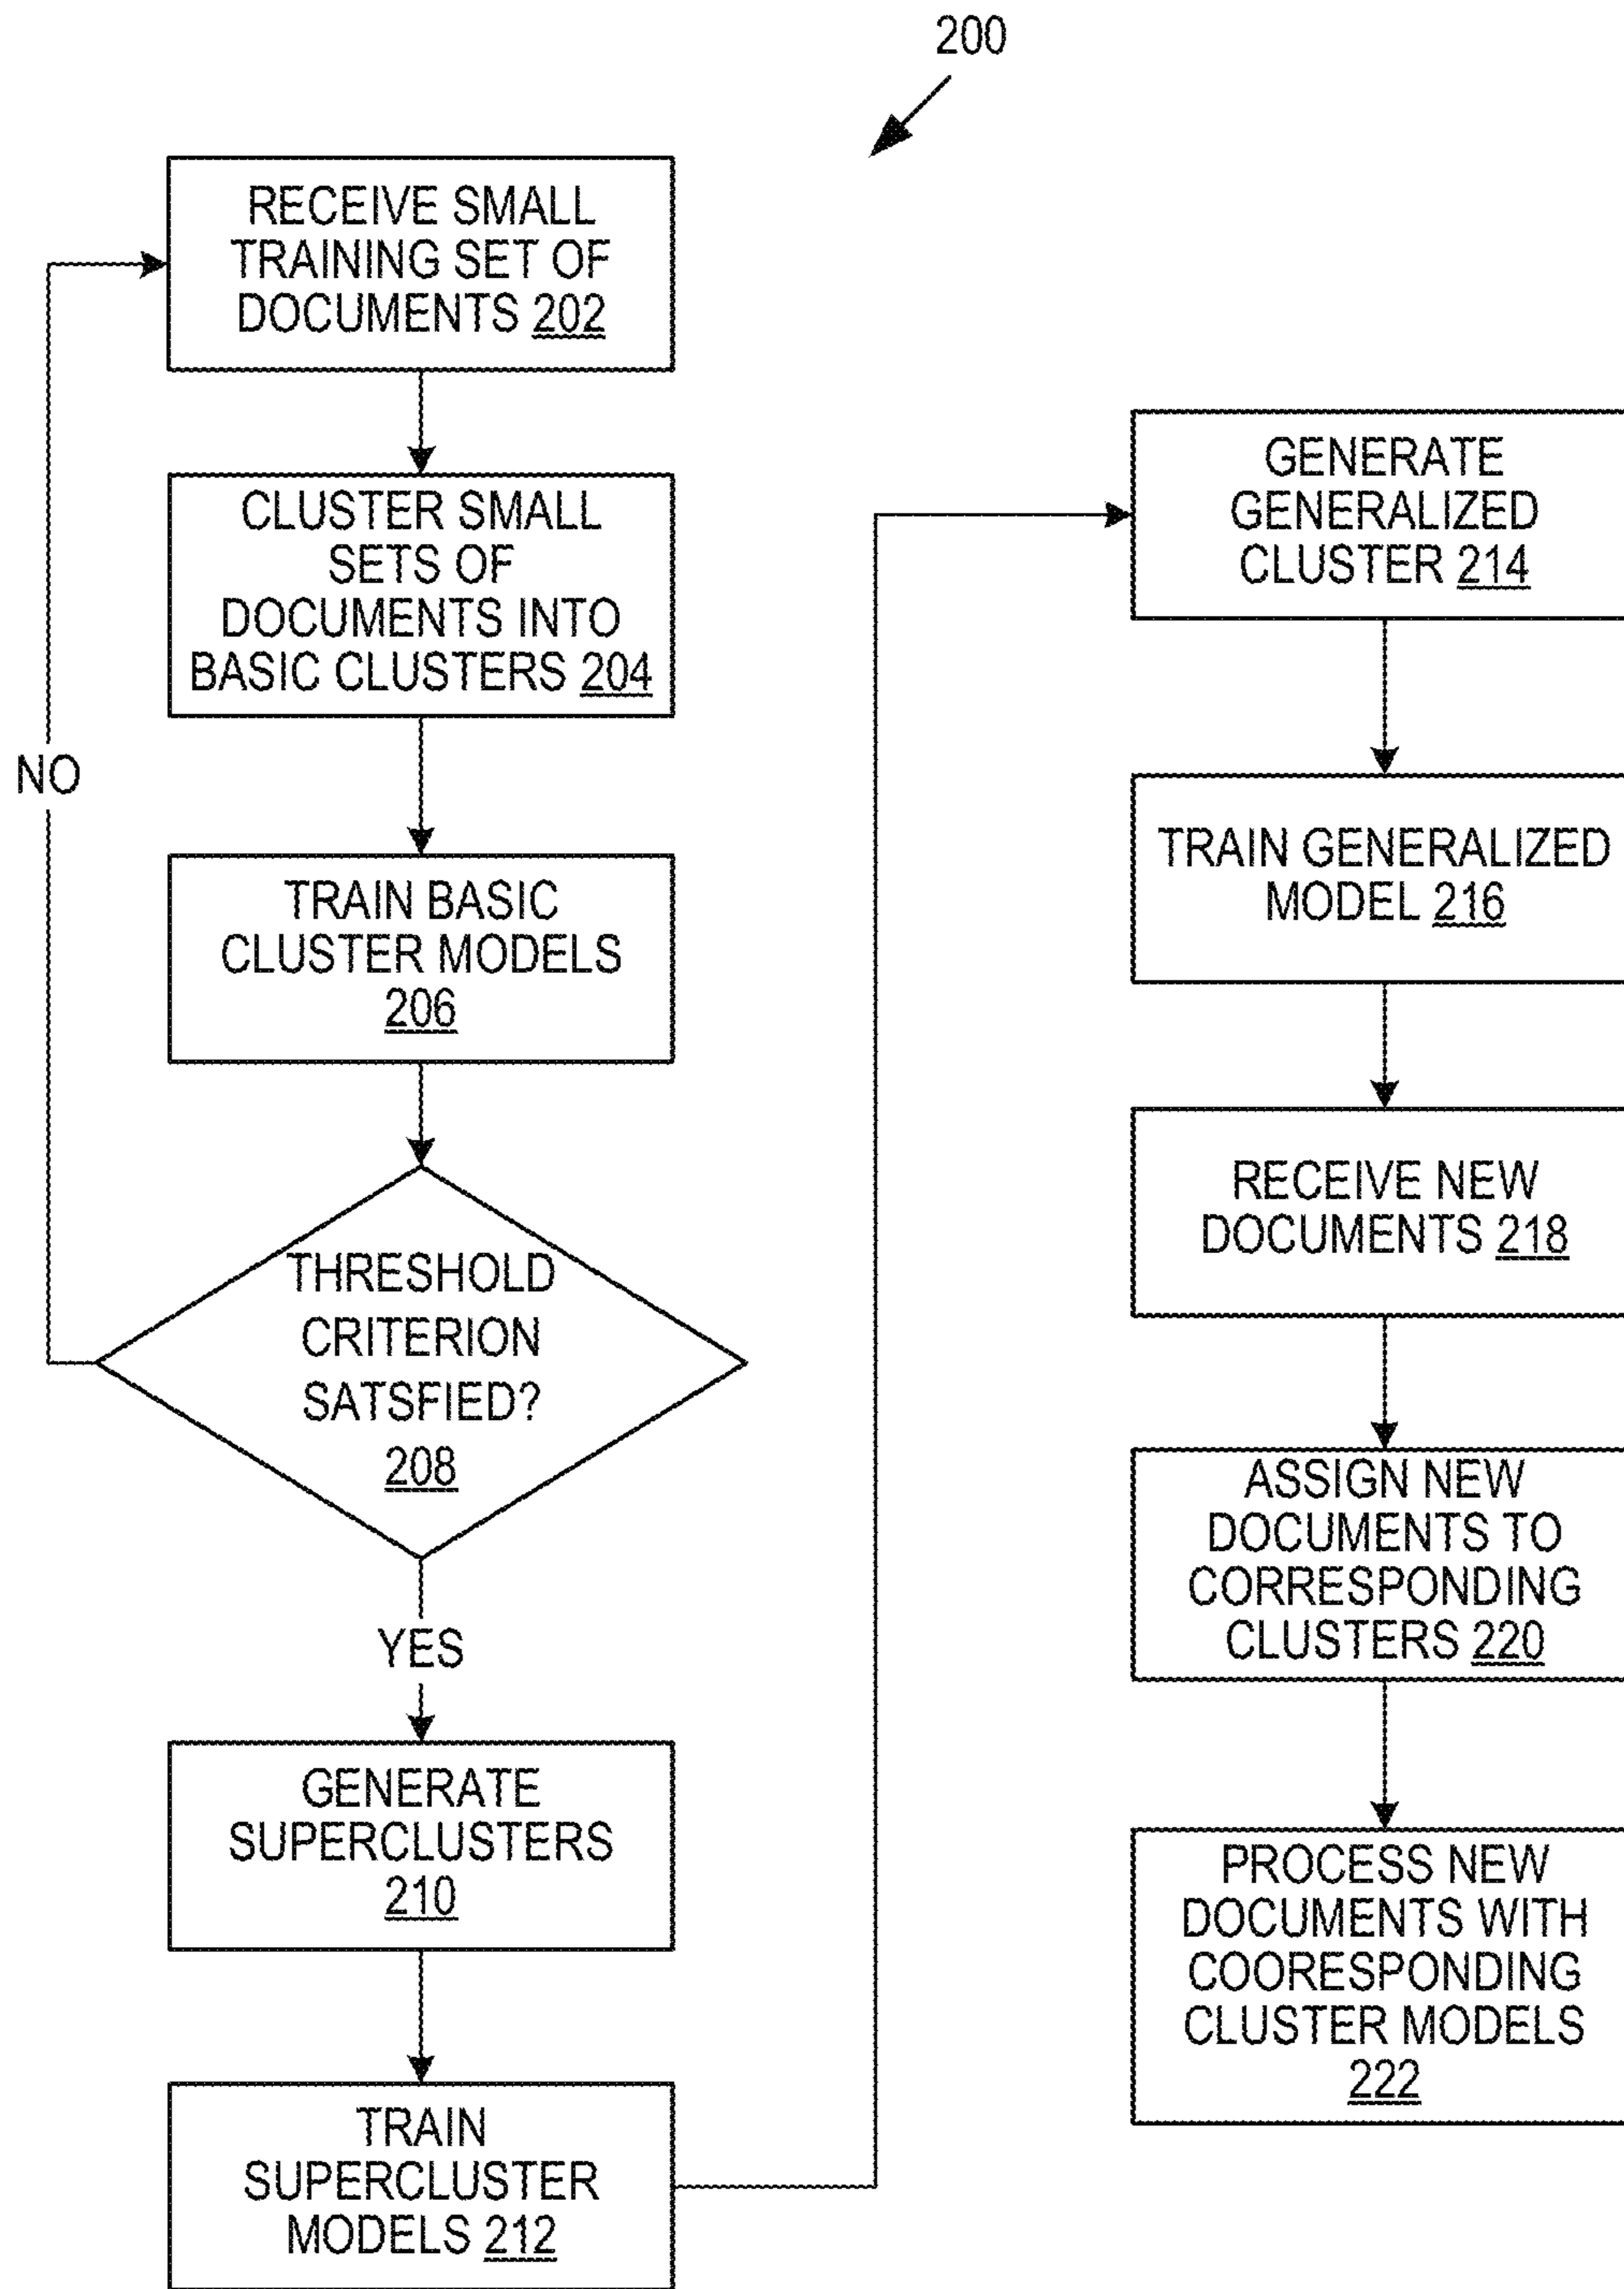 200
RECEIVE SMALL
TRAINING SET OF
DOCUMENTS 202
CLUSTER SMALL
SETS OF
DOCUMENTS INTO
BASIC CLUSTERS 204
NO
TRAIN BASIC
CLUSTER MODELS
206
THRESHOLD
CRITERION
SATSFIED?
208
YES
GENERATE
SUPERCLUSTERS
210
TRAIN
SUPERCLUSTER
MODELS 212
GENERATE
GENERALIZED
CLUSTER 214
TRAIN GENERALIZED
MODEL 216
RECEIVE NEW
DOCUMENTS 218
ASSIGN NEW
DOCUMENTS TO
CORRESPONDING
CLUSTERS 220
PROCESS NEW
DOCUMENTS WITH
COORESPONDING
CLUSTER MODELS
222